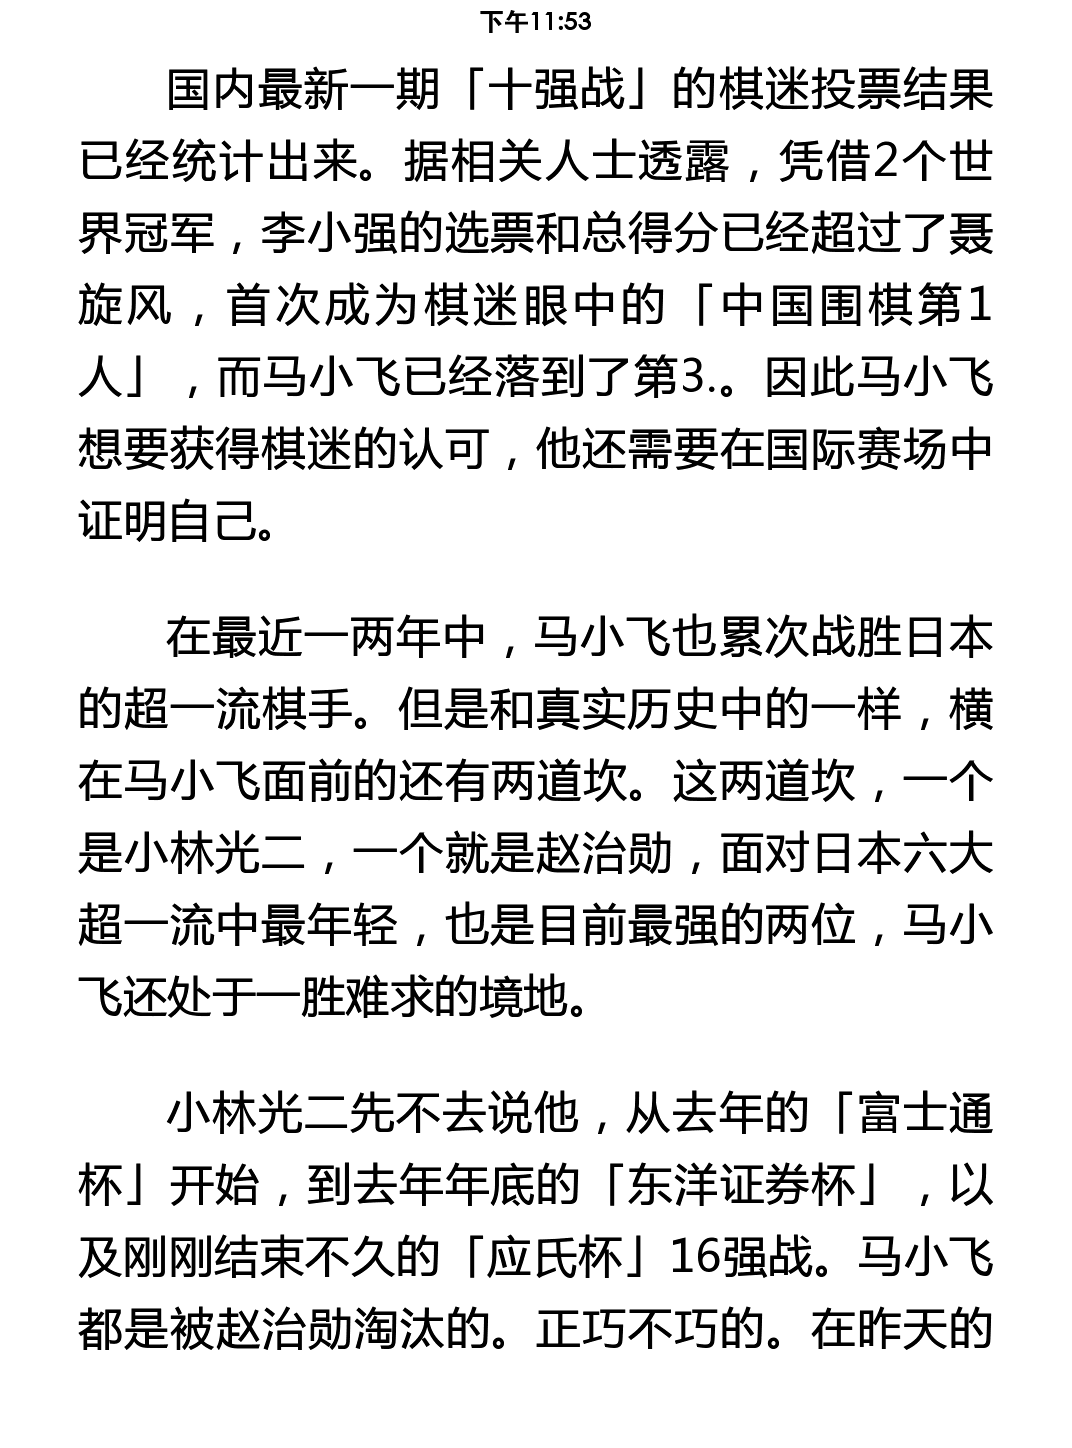 下午11:53
国内最新一期「十强战」的棋迷投票结果
已经统计出来。据相关人士透露，凭借2个世
界冠军，李小强的选票和总得分已经超过了聂
旋风，首次成为棋迷眼中的「中国围棋第1
人」，而马小飞已经落到了第3.。因此马小飞
想要获得棋迷的认可，他还需要在国际赛场中
证明自己。
在最近一两年中，马小飞也累次战胜日本
的超一流棋手。但是和真实历史中的一样，横
在马小飞面前的还有两道坎。这两道坎，一个
是小林光二，一个就是赵治勋，面对日本六大
超一流中最年轻，也是目前最强的两位，马小
飞还处于一胜难求的境地。
小林光二先不去说他，从去年的「富士通
杯」开始，到去年年底的「东洋证券杯」，以
及刚刚结束不久的「应氏杯」16强战。马小飞
都是被赵治勋淘汰的。正巧不巧的。在昨天的